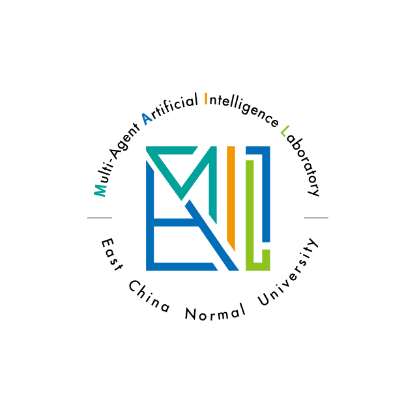 Multi-Agent Artificial Intelligence Laboratory
East China Normal University